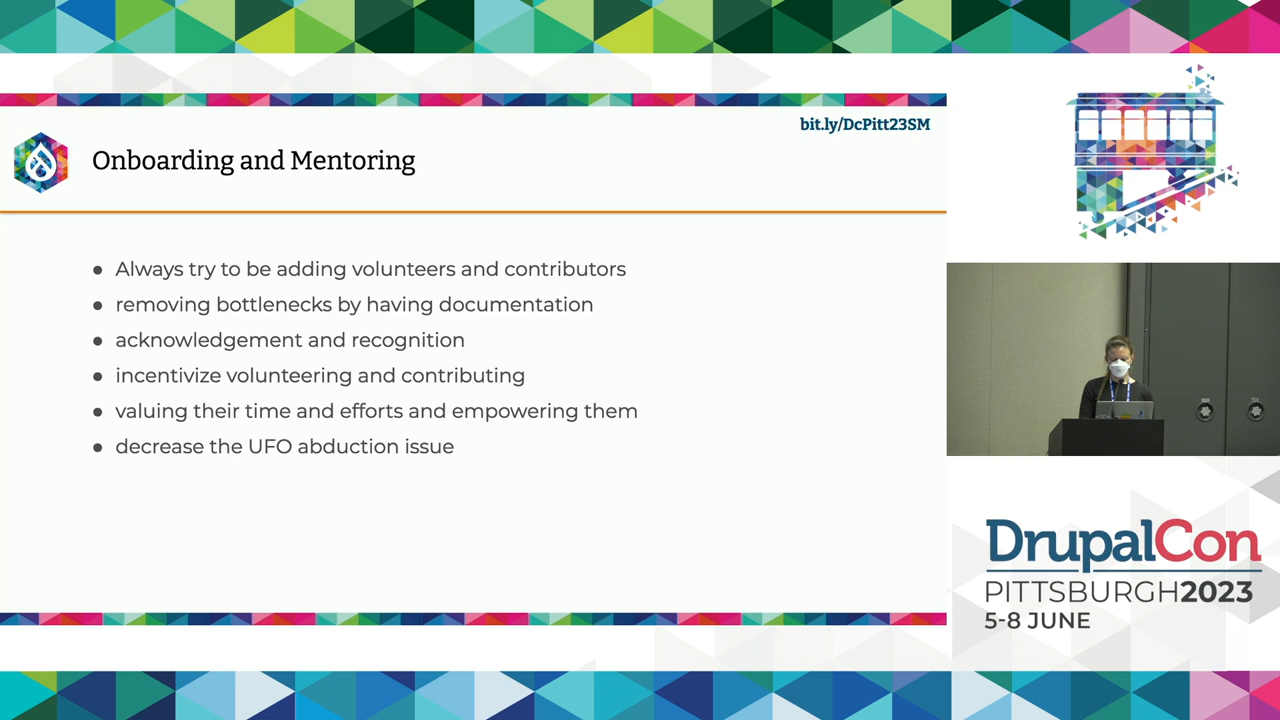 bit.ly/DcPitt23SM
Onboarding and Mentoring
● Always try to be adding volunteers and contributors
● removing bottlenecks by having documentation
● acknowledgement and recognition
● incentivize volunteering and contributing
● valuing their time and efforts and empowering them
● decrease the UFO abduction issue
DrupalCon
PITTSBURGH2023
5-8 JUNE